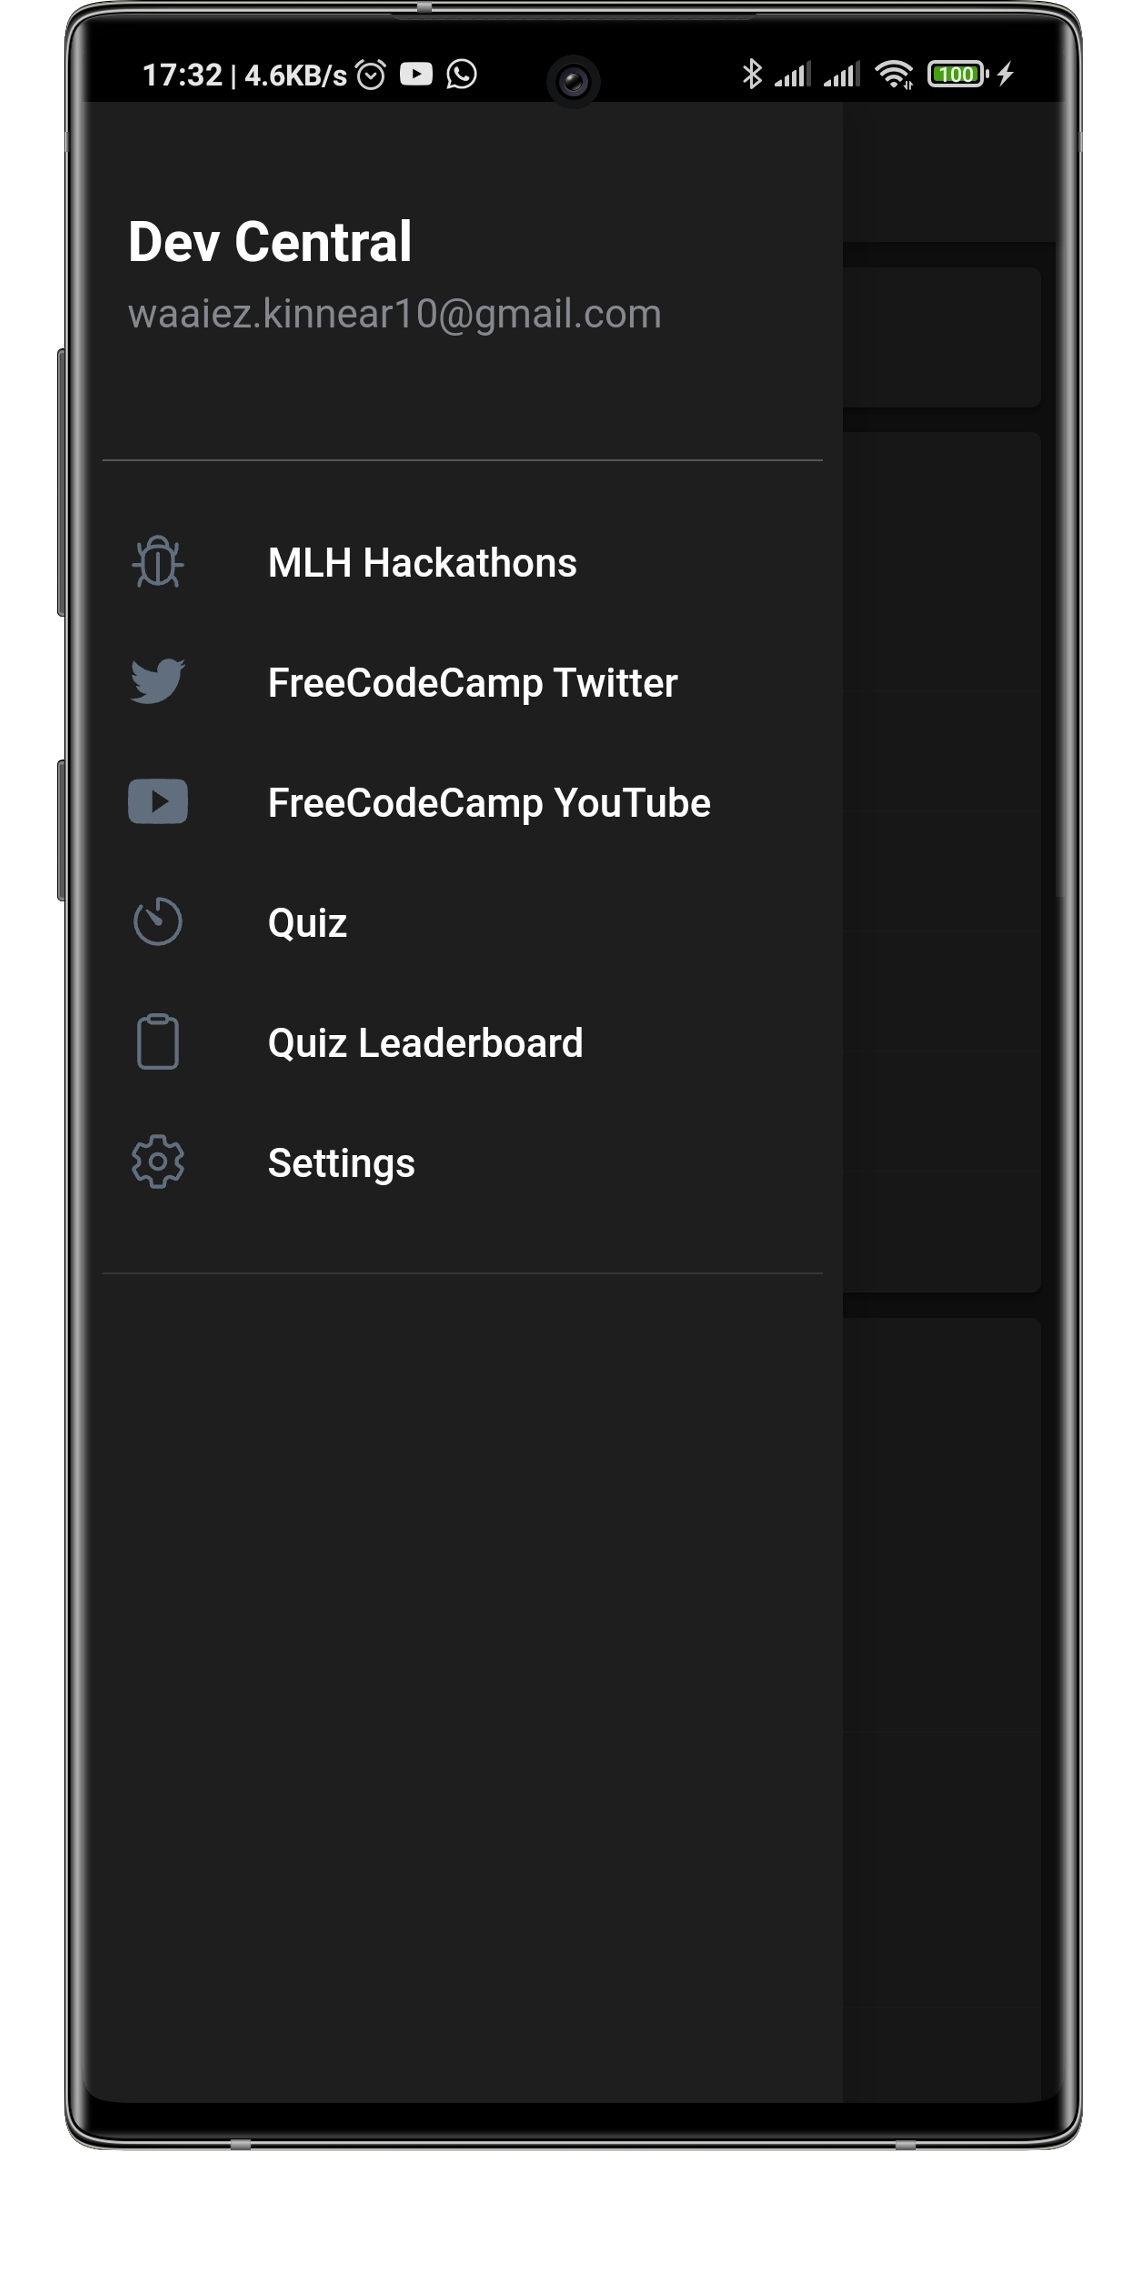 17:32 | 4.6KB/s 100
Dev Central
waaiez.kinnear10@gmail.com
MLH Hackathons
FreeCodeCamp Twitter
FreeCodeCamp YouTube
Quiz
Quiz Leaderboard
Settings